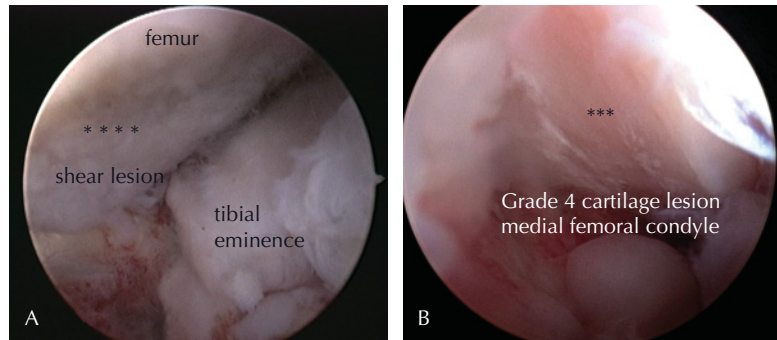 femur
* * * *
shear lesion
tibial
eminence
A
***
Grade 4 cartilage lesion
medial femoral condyle
B